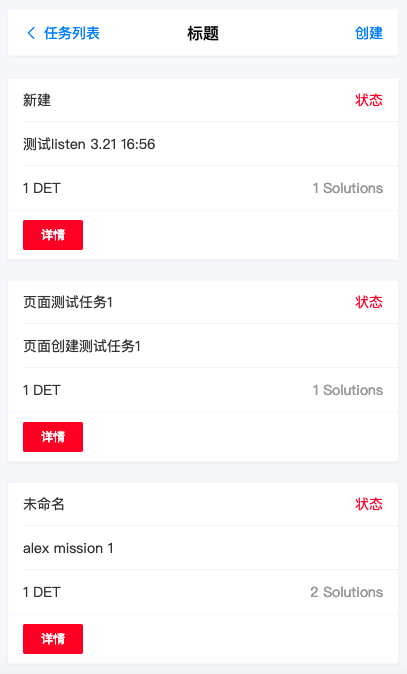 任务列表 标题 创建
新建 状态
测试listen 3.21 16:56
1 DET 1 Solutions
详情
页面测试任务1 状态
页面创建测试任务1
1 DET 1 Solutions
详情
未命名 状态
alex mission 1
1 DET 2 Solutions
详情